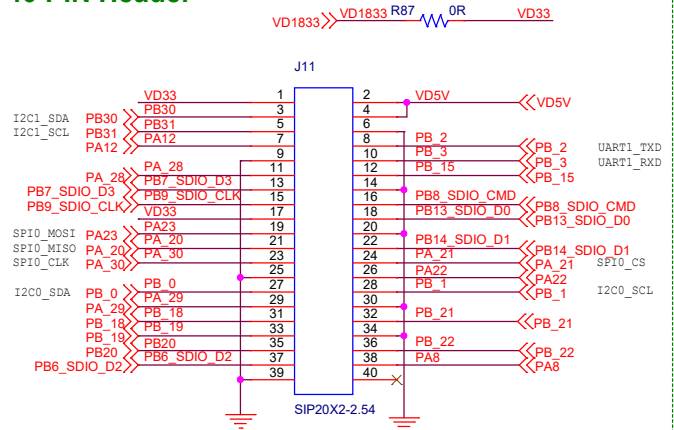 VD1833 VD1833 R87 0R VD33
J11
VD33 1 2 VD5V VD5V
I2C1_SDA PB30 PB30 3 4
I2C1_SCL PB31 PB31 5 6
PA12 PA12 7 8 PB_2 PB_2 UART1_TXD
9 10 PB_3 PB_3 UART1_RXD
PA_28 PA_28 11 12 PB_15 PB_15
PB7_SDIO_D3 PB7_SDIO_D3 13 14
PB9_SDIO_CLK PB9_SDIO_CLK 15 16 PB8_SDIO_CMD PB8_SDIO_CMD
VD33 17 18 PB13_SDIO_D0 PB13_SDIO_D0
SPI0_MOSI PA23 PA23 19 20
SPI0_MISO PA_20 PA_20 21 22 PB14_SDIO_D1 PB14_SDIO_D1
SPI0_CLK PA_30 PA_30 23 24 PA_21 PA_21 SPI0_CS
25 26 PA22 PA22
I2C0_SDA PB_0 PB_0 27 28 PB_1 PB_1 I2C0_SCL
PA_29 PA_29 29 30
PB_18 PB_18 31 32 PB_21 PB_21
PB_19 PB_19 33 34
PB20 PB20 35 36 PB_22 PB_22
PB6_SDIO_D2 PB6_SDIO_D2 37 38 PA8 PA8
39 40
SIP20X2-2.54